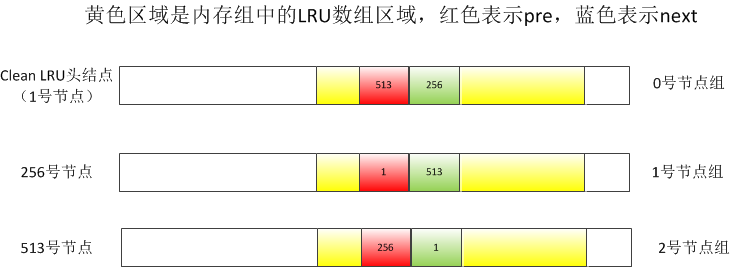 黄色区域是内存组中的LRU数组区域，红色表示pre，蓝色表示next
Clean LRU头结点
（1号节点）
513
256
0号节点组
256号节点
1
513
1号节点组
513号节点
256
1
2号节点组